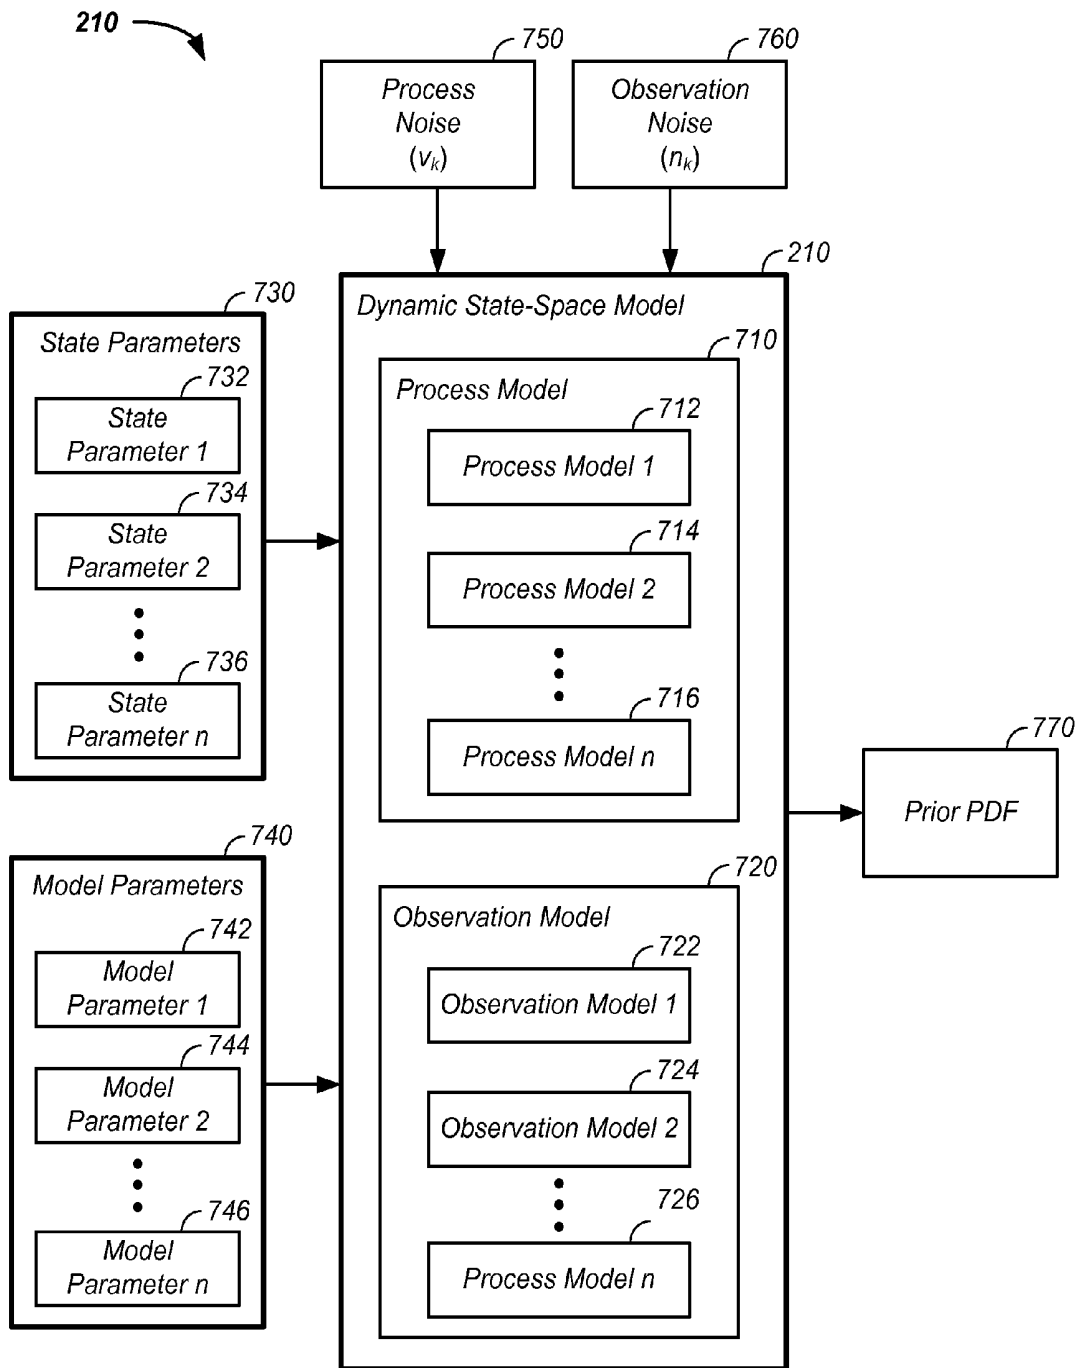 210
750
Process
Noise
(vk)
760
Observation
Noise
(nk)
210
Dynamic State-Space Model
730
State Parameters
732
State
Parameter 1
734
State
Parameter 2
736
State
Parameter n
740
Model Parameters
742
Model
Parameter 1
744
Model
Parameter 2
746
Model
Parameter n
710
Process Model
712
Process Model 1
714
Process Model 2
716
Process Model n
720
Observation Model
722
Observation Model 1
724
Observation Model 2
726
Process Model n
770
Prior PDF